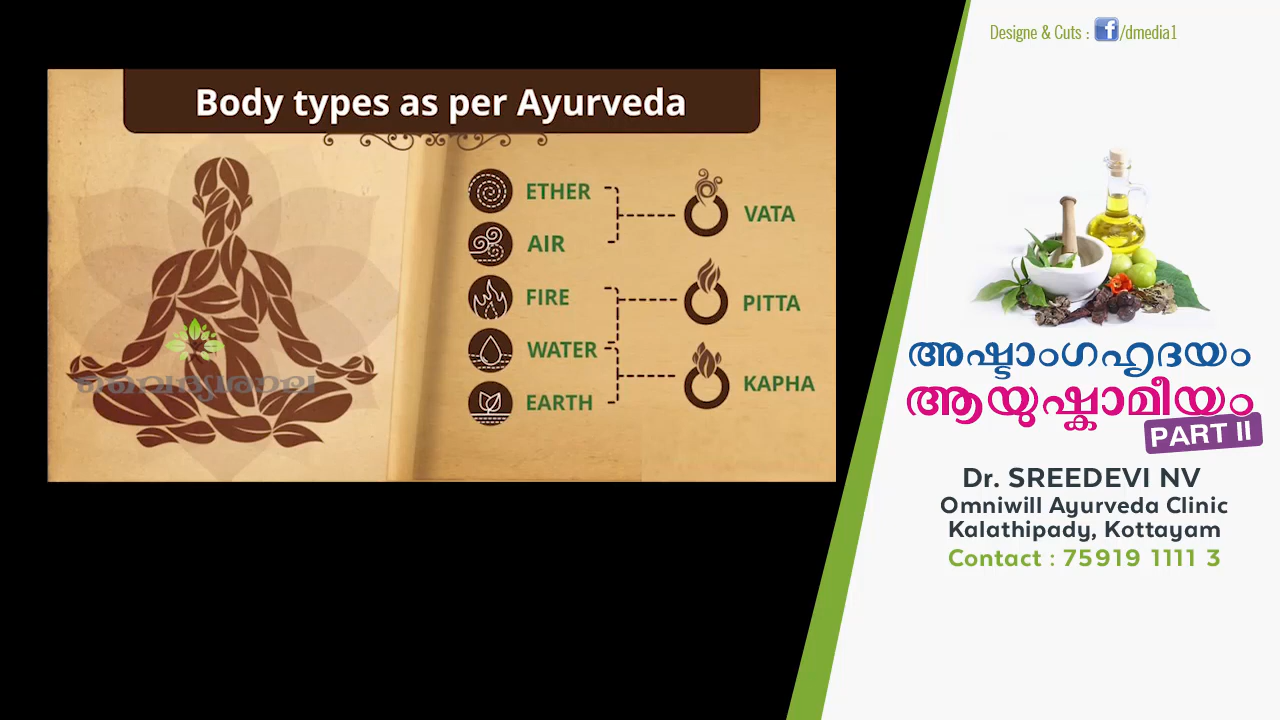 Body types as per Ayurveda
ETHER
AIR
FIRE
WATER
EARTH
VATA
PITTA
KAPHA
വൈദ്യശാല
Designe & Cuts : f/dmedia1
അഷ്ടാംഗഹൃദയം
ആയുഷ്കാമീയം
PART II
Dr. SREEDEVI NV
Omniwill Ayurveda Clinic
Kalathipady, Kottayam
Contact : 75919 1111 3